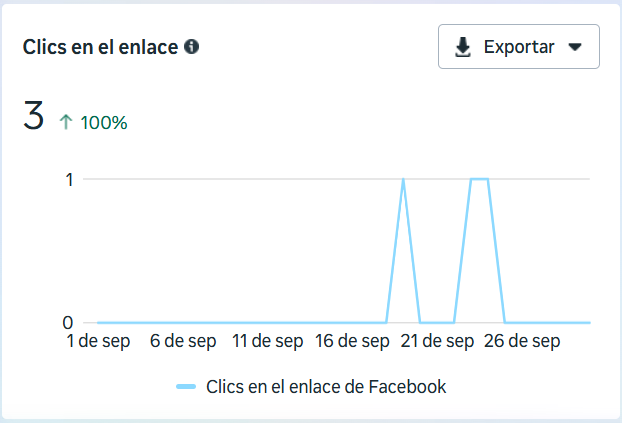 Clics en el enlace
Exportar
3 ↑ 100%
1
0
1 de sep 6 de sep 11 de sep 16 de sep 21 de sep 26 de sep
Clics en el enlace de Facebook